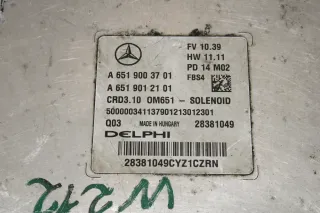 FV 10.39
HW 11.11
PD 14 M02
FBS4
A 651 900 37 01
A 651 901 21 01
CRD3.10 OM651 - SOLENOID
500000341137901213012301
MADE IN HUNGARY
Q03
28381049
DELPHI
28381049CYZ1CZRN
W212